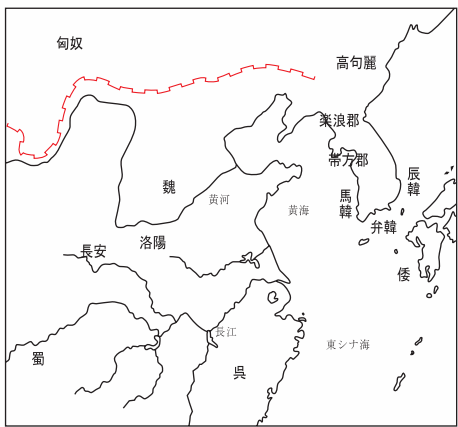 匈奴
高句麗
楽浪郡
帯方郡
辰韓
魏
馬韓
黄河
黄海
弁韓
洛陽
長安
倭
長江
東シナ海
蜀
呉